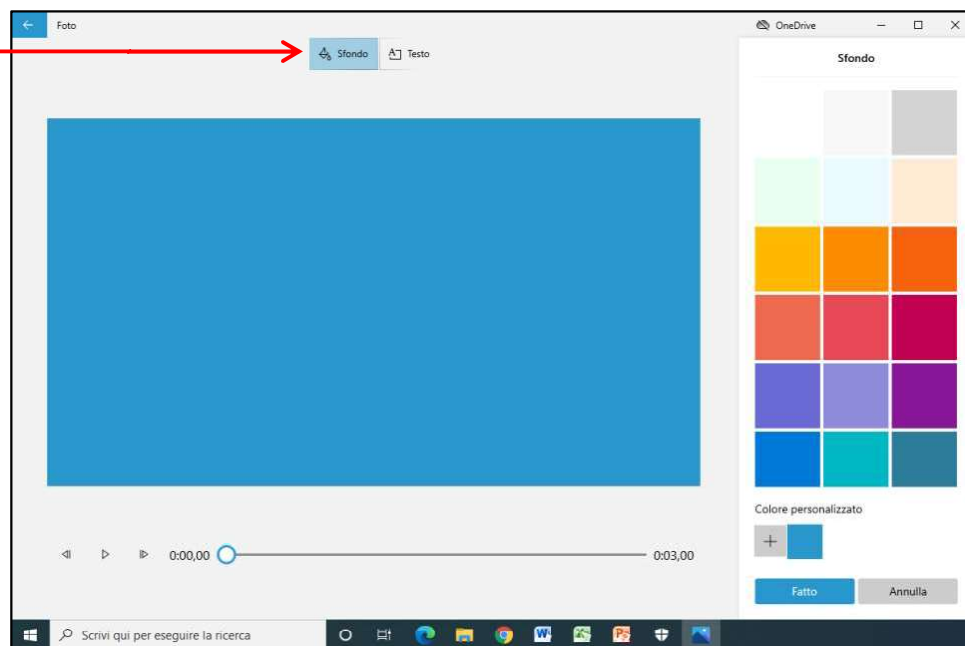 Foto
OneDrive
Sfondo
Testo
Sfondo
Colore personalizzato
0:00,00
0:03,00
Fatto
Annulla
Scrivi qui per eseguire la ricerca